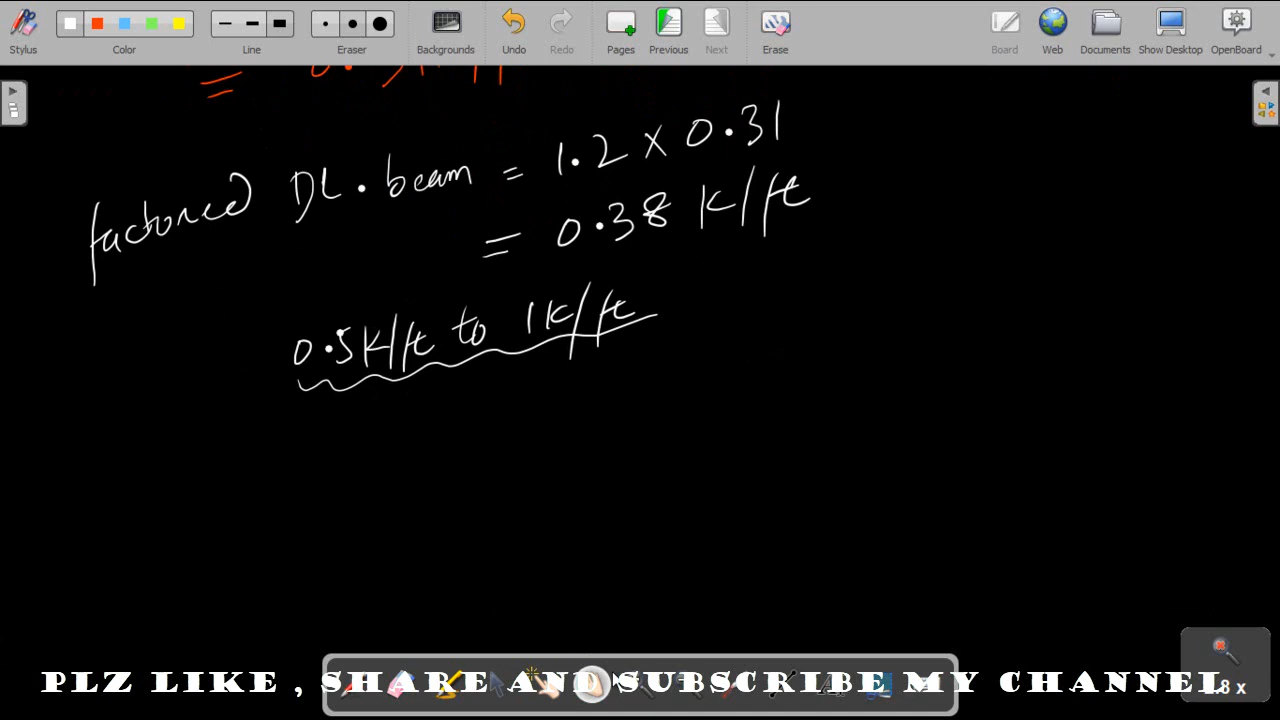 Stylus Color Line Eraser Backgrounds Undo Redo Pages Previous Next Erase Board Web Documents Show Desktop OpenBoard
factored DL. beam = 1.2 x 0.31
= 0.38 K/ft
0.5K/ft to 1K/ft
PLZ LIKE , SHARE AND SUBSCRIBE MY CHANNEL